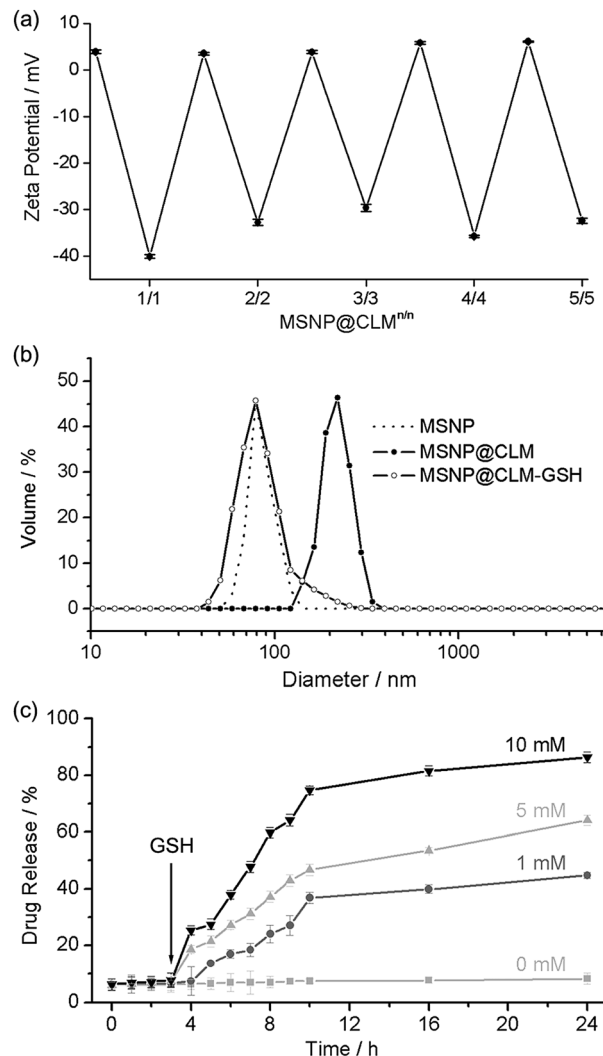 (a)
Zeta Potential / mV
10
0
-10
-20
-30
-40
1/1 2/2 3/3 4/4 5/5
MSNP@CLMⁿ/ⁿ
(b)
Volume / %
50
40
30
20
10
0
MSNP
MSNP@CLM
MSNP@CLM-GSH
10 100 1000
Diameter / nm
(c)
Drug Release / %
100
80
60
40
20
0
GSH
10 mM
5 mM
1 mM
0 mM
0 4 8 12 16 20 24
Time / h